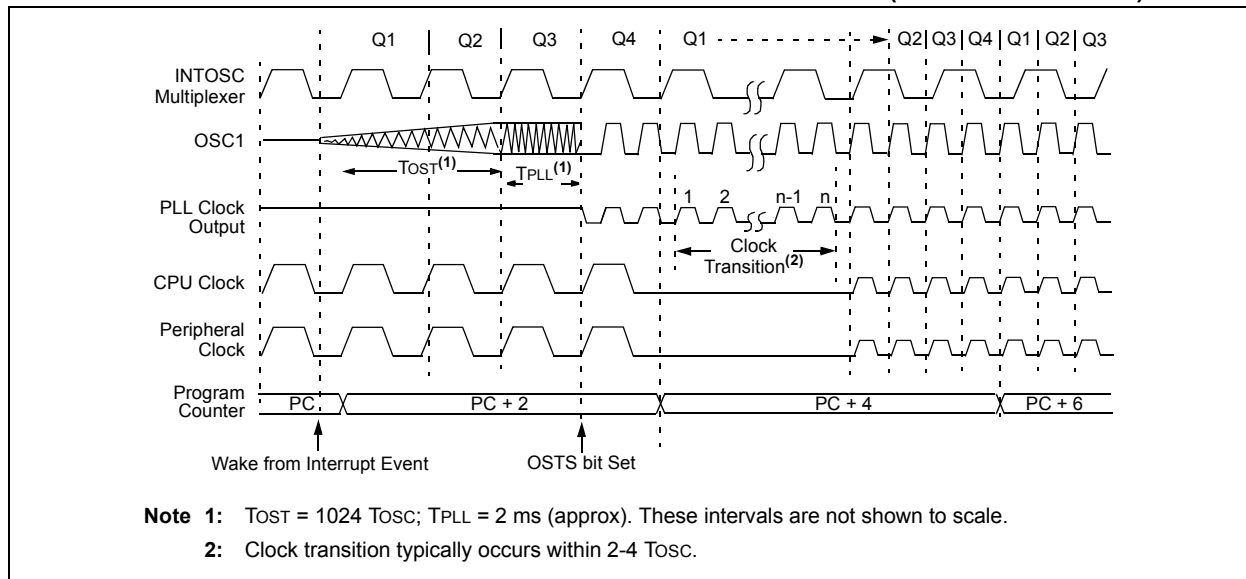 Q1 Q2 Q3 Q4 Q1 Q2 Q3 Q4 Q1 Q2 Q3
INTOSC
Multiplexer
OSC1
TOST(1)
TPLL(1)
1 2 n-1 n
PLL Clock
Output
Clock
Transition(2)
CPU Clock
Peripheral
Clock
Program
Counter
PC PC + 2 PC + 4 PC + 6
Wake from Interrupt Event OSTS bit Set
Note 1: TOST = 1024 TOSC; TPLL = 2 ms (approx). These intervals are not shown to scale.
2: Clock transition typically occurs within 2-4 TOSC.